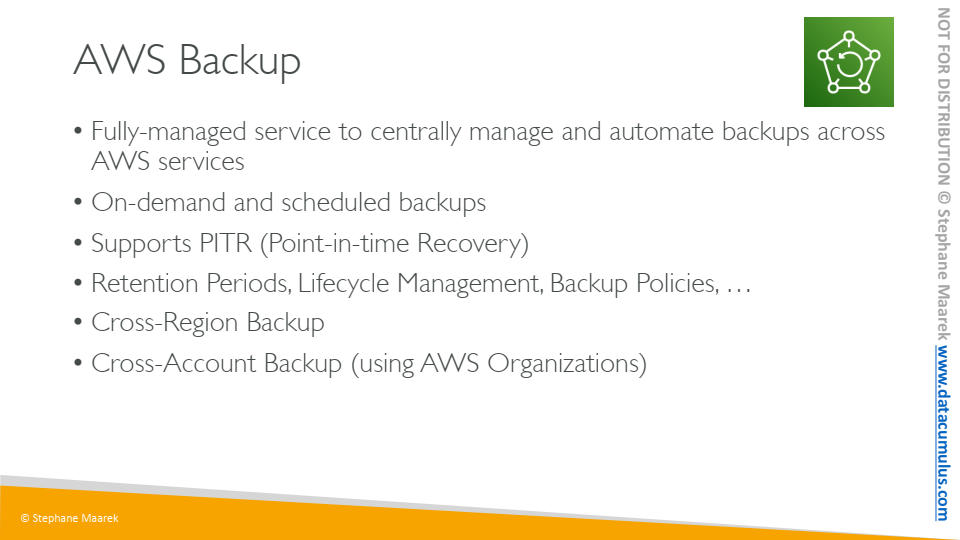 AWS Backup
• Fully-managed service to centrally manage and automate backups across
AWS services
• On-demand and scheduled backups
• Supports PITR (Point-in-time Recovery)
• Retention Periods, Lifecycle Management, Backup Policies, …
• Cross-Region Backup
• Cross-Account Backup (using AWS Organizations)
© Stephane Maarek
NOT FOR DISTRIBUTION © Stephane Maarek www.datacumulus.com